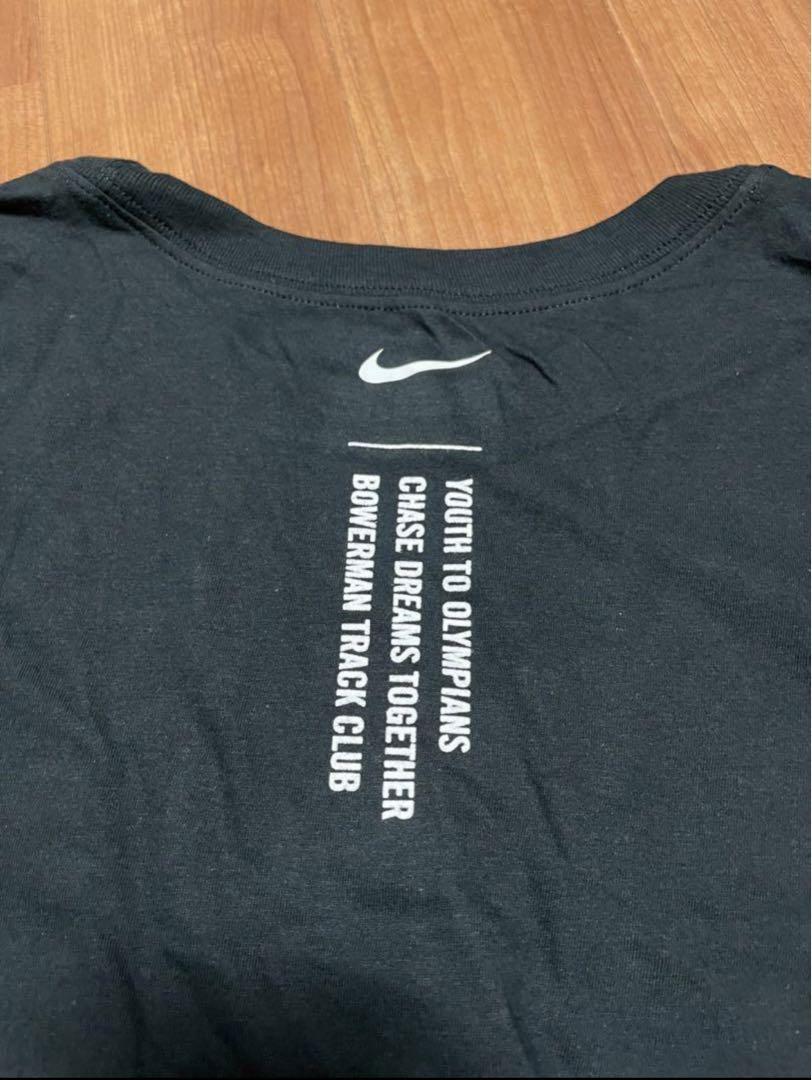 YOUTH TO OLYMPIANS
CHASE DREAMS TOGETHER
BOWERMAN TRACK CLUB